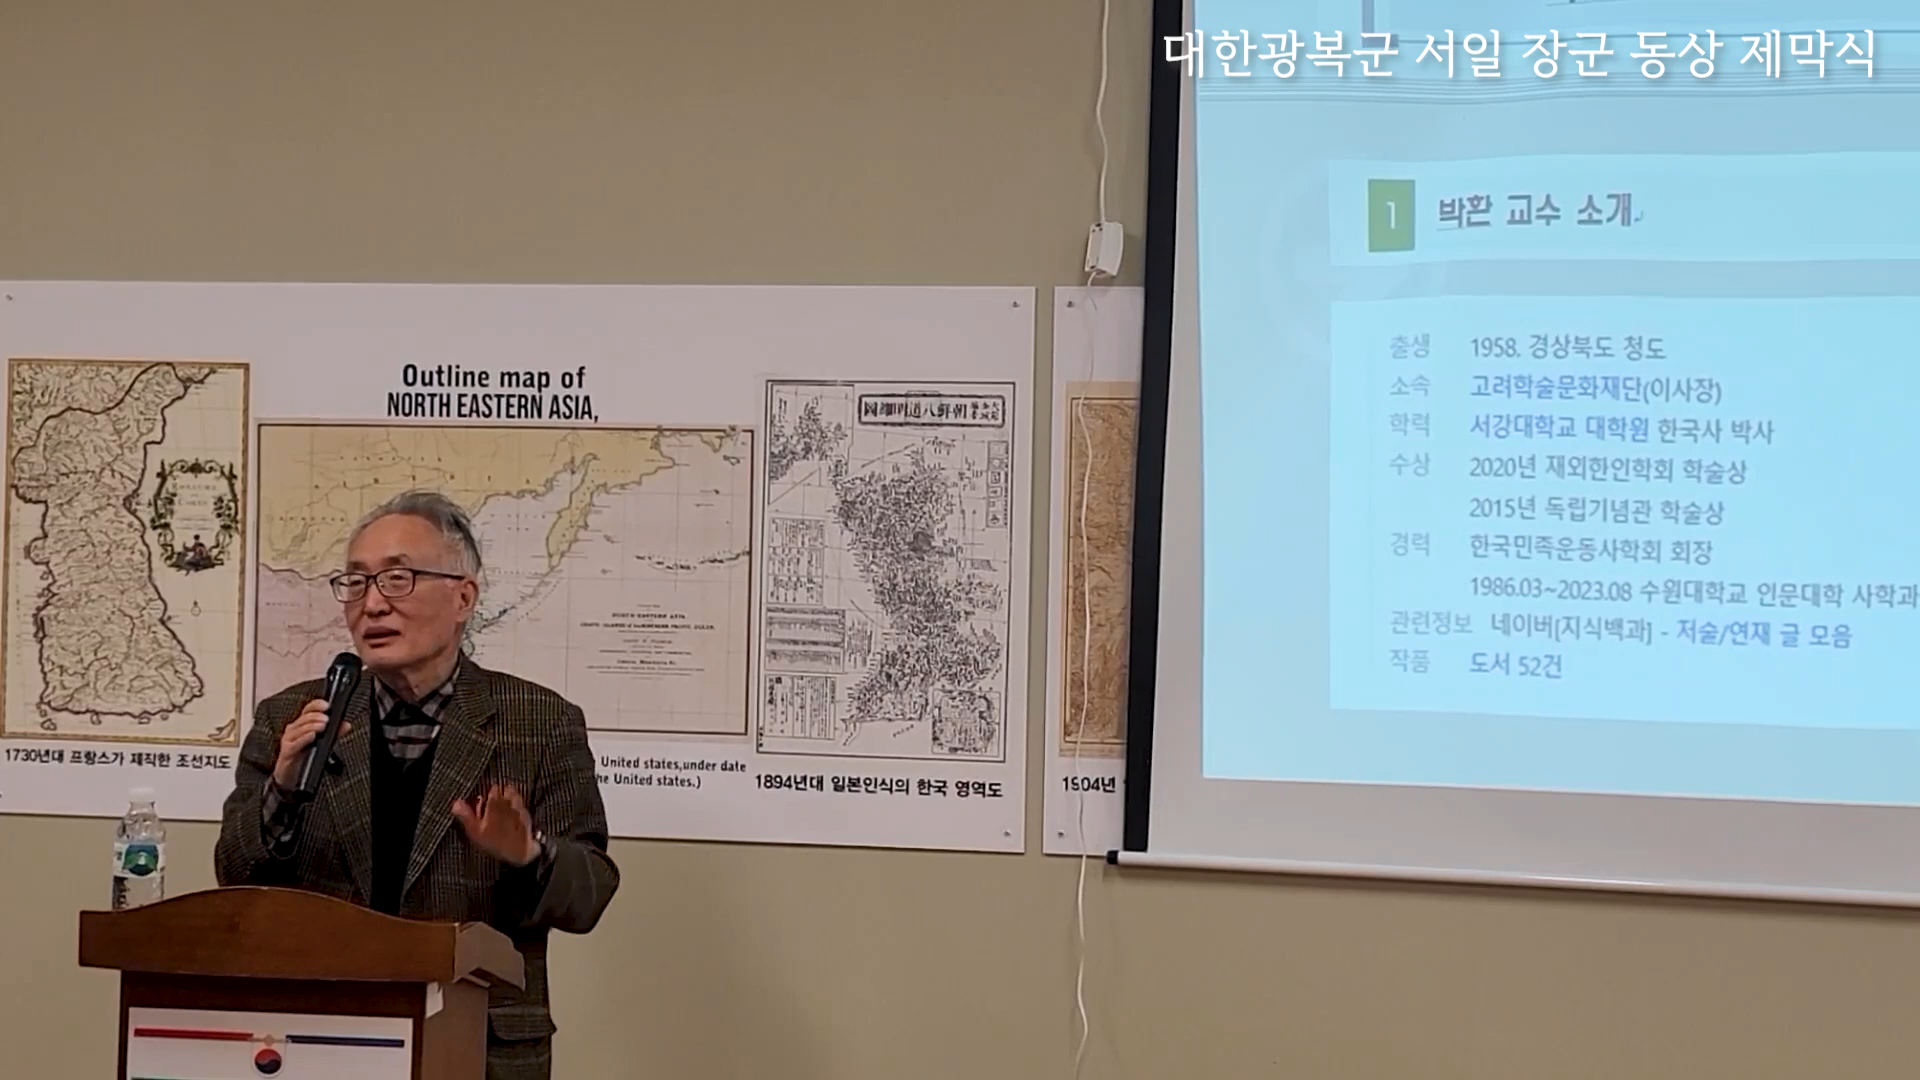 대한광복군 서일 장군 동상 제막식
1 박환 교수 소개
출생 1958. 경상북도 청도
소속 고려학술문화재단(이사장)
학력 서강대학교 대학원 한국사 박사
수상 2020년 재외한인학회 학술상
2015년 독립기념관 학술상
경력 한국민족운동사학회 회장
1986.03~2023.08 수원대학교 인문대학 사학과
관련정보 네이버[지식백과] - 저술/연재 글 모음
작품 도서 52건
Outline map of
NORTH EASTERN ASIA,
NORTH EASTERN ASIA
1730년대 프랑스가 제작한 조선지도
United states,under date
the United states.)
1894년대 일본인식의 한국 영역도
1904년